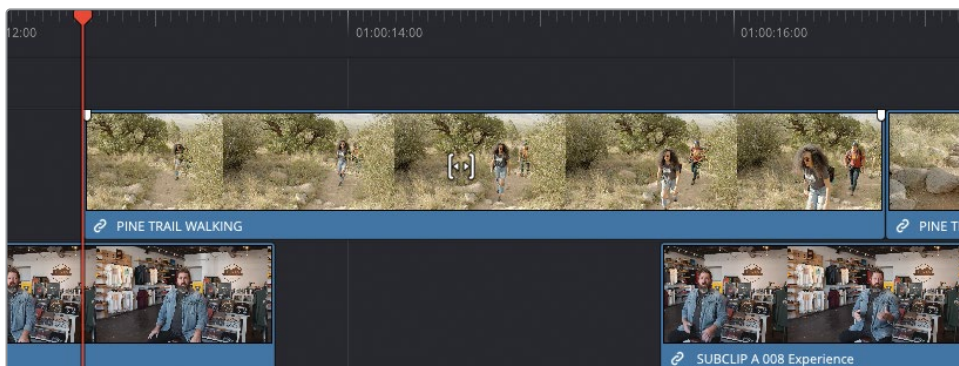 12:00
01:00:14:00
01:00:16:00
PINE TRAIL WALKING
PINE T
SUBCLIP A 008 Experience